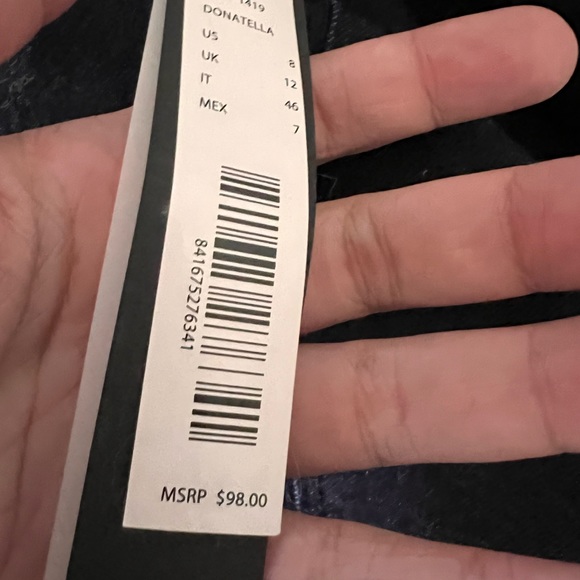 1419
DONATELLA
US 8
UK 12
IT 46
MEX 7
841675276341
MSRP $98.00